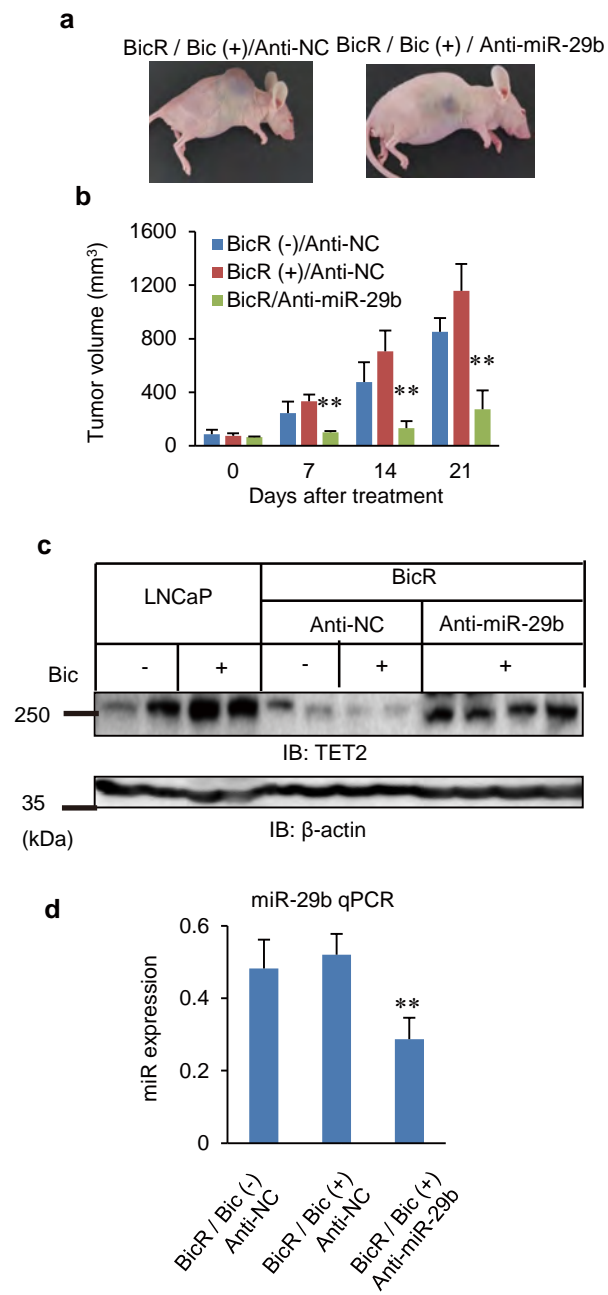 a
BicR / Bic (+)/Anti-NC BicR / Bic (+) / Anti-miR-29b
b
Tumor volume (mm³)
1600
1200
800
400
0
BicR (-)/Anti-NC
BicR (+)/Anti-NC
BicR/Anti-miR-29b
** ** **
0 7 14 21
Days after treatment
c
LNCaP BicR
Anti-NC Anti-miR-29b
Bic - + - + +
250
IB: TET2
35
(kDa)
IB: β-actin
d
miR-29b qPCR
miR expression
0.6
0.4
0.2
0
**
BicR / Bic (-)
Anti-NC
BicR / Bic (+)
Anti-NC
BicR / Bic (+)
Anti-miR-29b